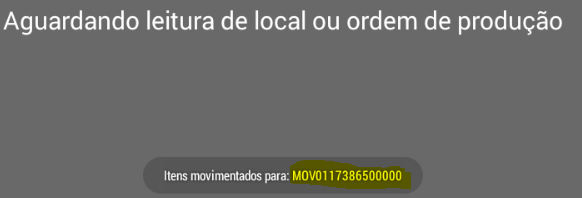 Aguardando leitura de local ou ordem de produção
Itens movimentados para: MOV0117386500000